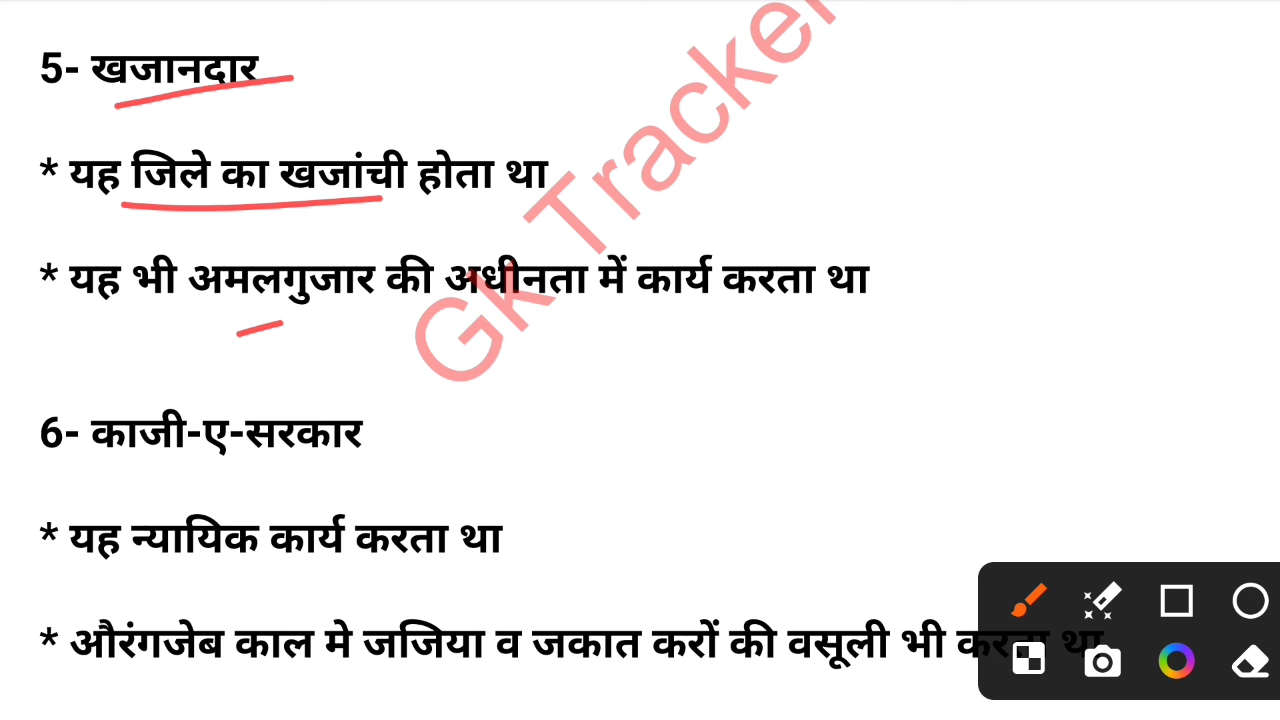 5- खजानदार
* यह जिले का खजांची होता था
* यह भी अमलगुजार की अधीनता में कार्य करता था
Gk Tracker
6- काजी-ए-सरकार
* यह न्यायिक कार्य करता था
* औरंगजेब काल मे जजिया व जकात करों की वसूली भी करता था